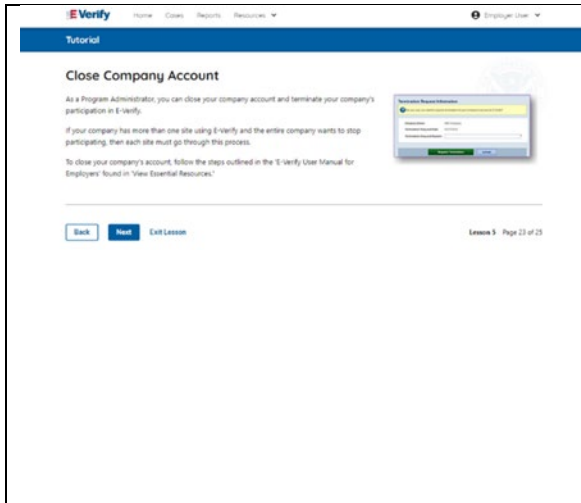 E-Verify Home Cases Reports Resources Employer User
Tutorial
Close Company Account
As a Program Administrator, you can close your company account and terminate your company's
participation in E-Verify.
If your company has more than one site using E-Verify and the entire company wants to stop
participating, then each site must go through this process.
To close your company's account, follow the steps outlined in the 'E-Verify User Manual for
Employers' found in 'View Essential Resources.'
Termination Request Information
Back Next Exit Lesson Lesson 5 Page 23 of 25